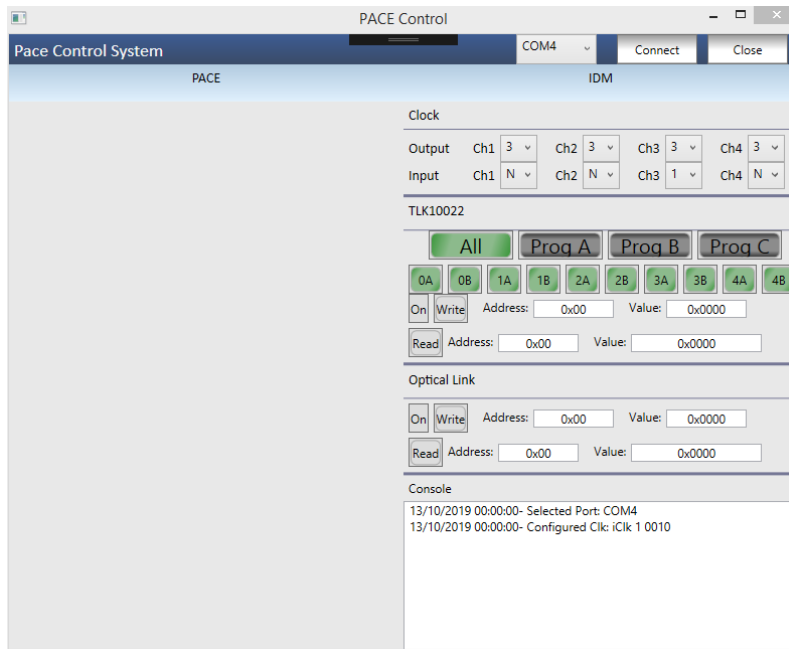 PACE Control
Pace Control System COM4 Connect Close
PACE IDM
Clock
Output Ch1 3 Ch2 3 Ch3 3 Ch4 3
Input Ch1 N Ch2 N Ch3 1 Ch4 N
TLK10022
All Prog A Prog B Prog C
0A 0B 1A 1B 2A 2B 3A 3B 4A 4B
On Write Address: 0x00 Value: 0x0000
Read Address: 0x00 Value: 0x0000
Optical Link
On Write Address: 0x00 Value: 0x0000
Read Address: 0x00 Value: 0x0000
Console
13/10/2019 00:00:00- Selected Port: COM4
13/10/2019 00:00:00- Configured Clk: iClk 1 0010